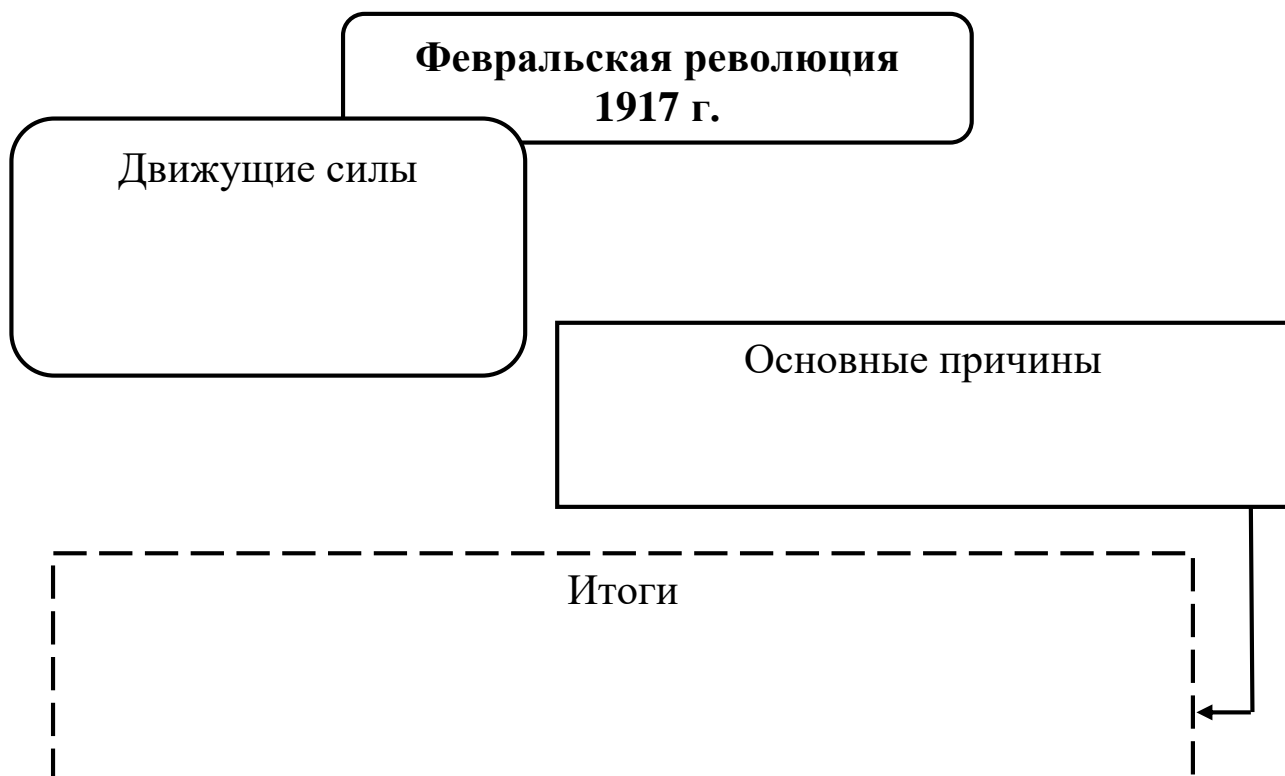 Февральская революция
1917 г.
Движущие силы
Основные причины
Итоги